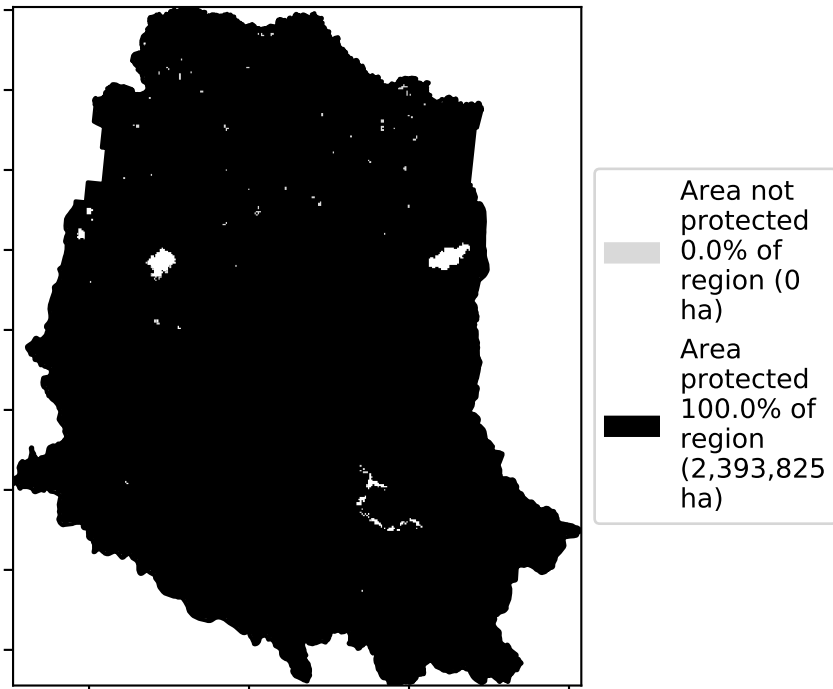 Area not
protected
0.0% of
region (0
ha)
Area
protected
100.0% of
region
(2,393,825
ha)